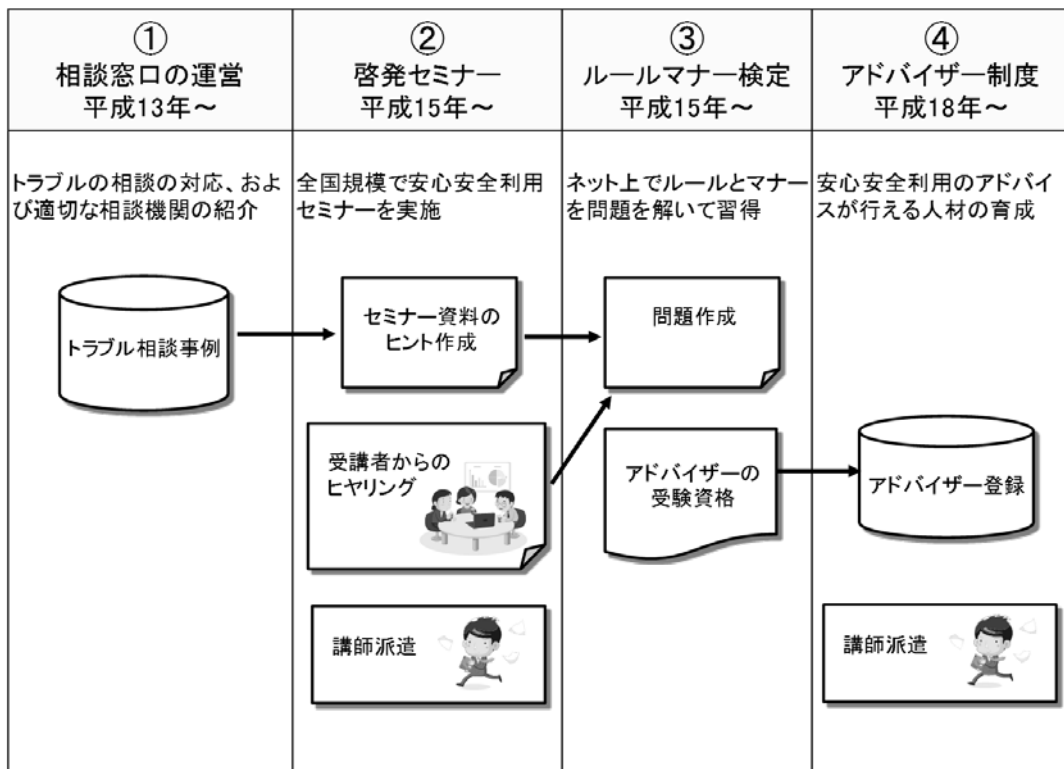 ①
相談窓口の運営
平成13年～
②
啓発セミナー
平成15年～
③
ルールマナー検定
平成15年～
④
アドバイザー制度
平成18年～
トラブルの相談の対応、およ
び適切な相談機関の紹介
トラブル相談事例
全国規模で安心安全利用
セミナーを実施
セミナー資料の
ヒント作成
受講者からの
ヒヤリング
講師派遣
ネット上でルールとマナー
を問題を解いて習得
問題作成
アドバイザーの
受験資格
安心安全利用のアドバイ
スが行える人材の育成
アドバイザー登録
講師派遣